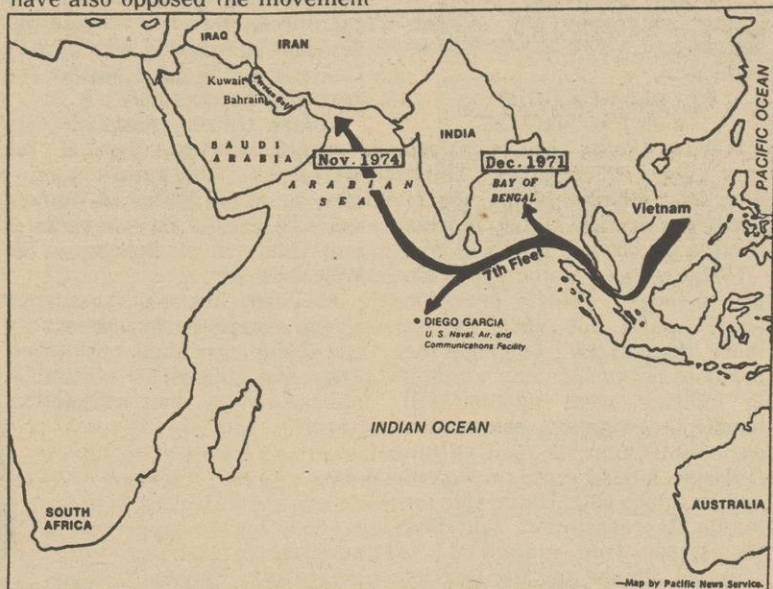 have also opposed the movement
IRAQ
IRAN
Kuwait
Persian Gulf
Bahrain
SAUDI
ARABIA
Nov. 1974
ARABIAN
SEA
INDIA
Dec. 1971
BAY OF
BENGAL
PACIFIC OCEAN
Vietnam
7th Fleet
DIEGO GARCIA
U. S. Naval, Air, and
Communications Facility
INDIAN OCEAN
SOUTH
AFRICA
AUSTRALIA
—Map by Pacific News Service.